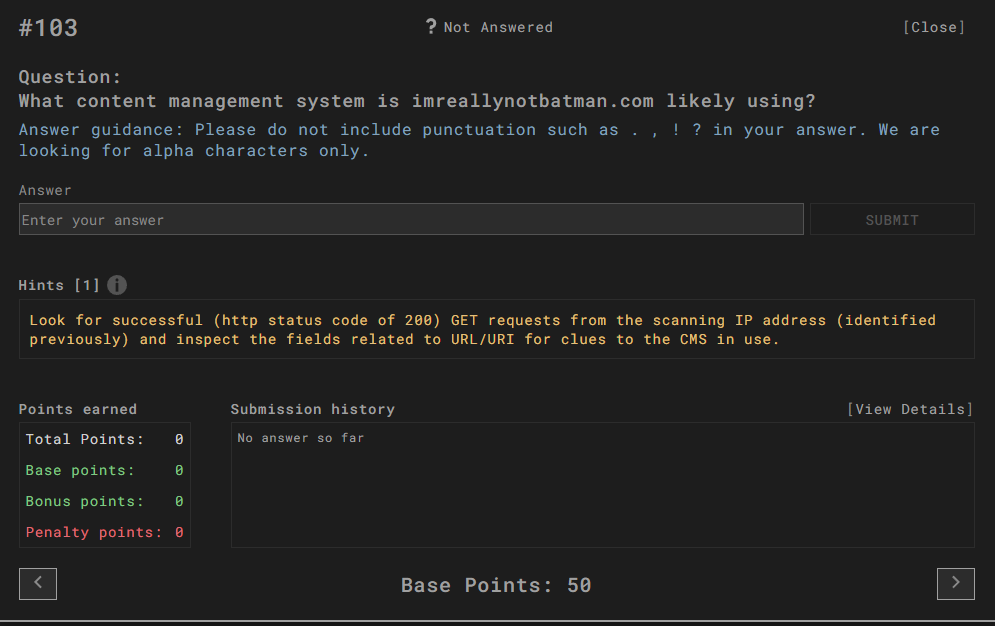 #103
? Not Answered
[Close]
Question:
What content management system is imreallynotbatman.com likely using?
Answer guidance: Please do not include punctuation such as . , ! ? in your answer. We are
looking for alpha characters only.
Answer
Enter your answer
SUBMIT
Hints [1] i
Look for successful (http status code of 200) GET requests from the scanning IP address (identified
previously) and inspect the fields related to URL/URI for clues to the CMS in use.
Points earned
Total Points: 0
Base points: 0
Bonus points: 0
Penalty points: 0
Submission history
[View Details]
No answer so far
<
Base Points: 50
>